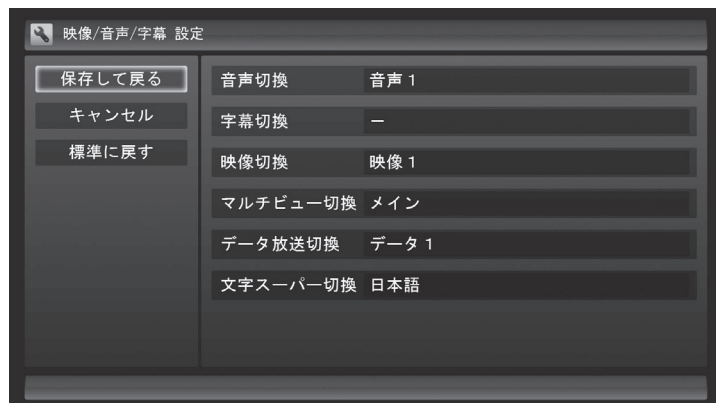 映像/音声/字幕 設定
保存して戻る
キャンセル
標準に戻す
音声切換 音声 1
字幕切換 ー
映像切換 映像 1
マルチビュー切換 メイン
データ放送切換 データ 1
文字スーパー切換 日本語